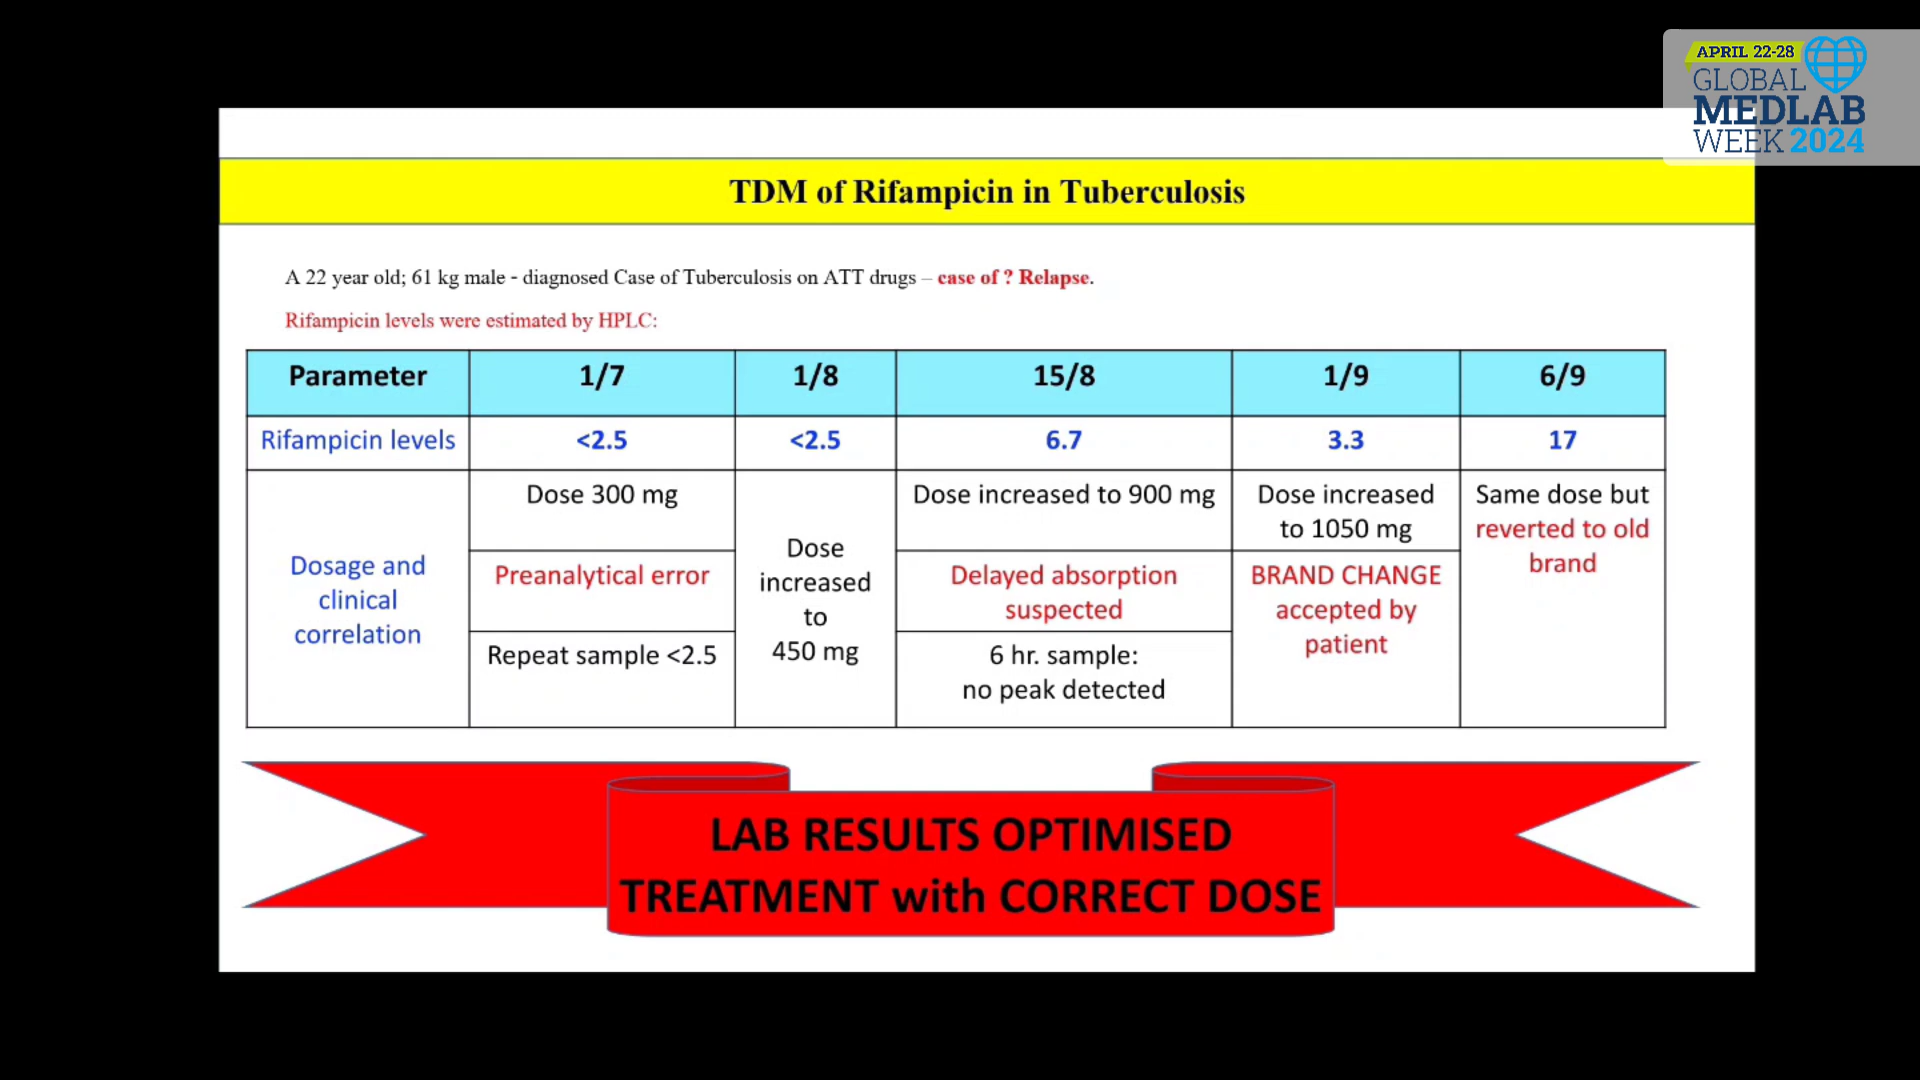 APRIL 22-28
GLOBAL
MEDLAB
WEEK 2024
TDM of Rifampicin in Tuberculosis
A 22 year old; 61 kg male - diagnosed Case of Tuberculosis on ATT drugs – case of ? Relapse.
Rifampicin levels were estimated by HPLC:
Parameter 1/7 1/8 15/8 1/9 6/9
Rifampicin levels <2.5 <2.5 6.7 3.3 17
Dosage and
clinical
correlation
Dose 300 mg
Preanalytical error
Repeat sample <2.5
Dose
increased
to
450 mg
Dose increased to 900 mg
Delayed absorption
suspected
6 hr. sample:
no peak detected
Dose increased
to 1050 mg
BRAND CHANGE
accepted by
patient
Same dose but
reverted to old
brand
LAB RESULTS OPTIMISED
TREATMENT with CORRECT DOSE